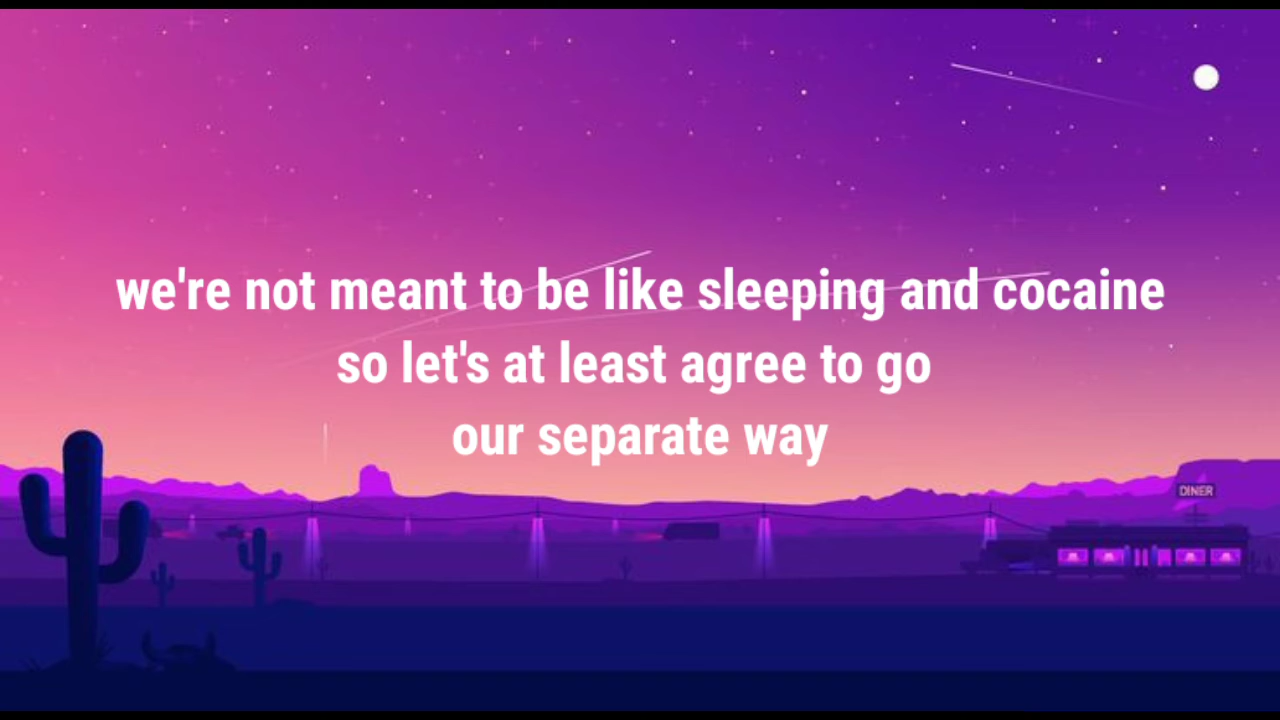 we're not meant to be like sleeping and cocaine
so let's at least agree to go
our separate way
DINER